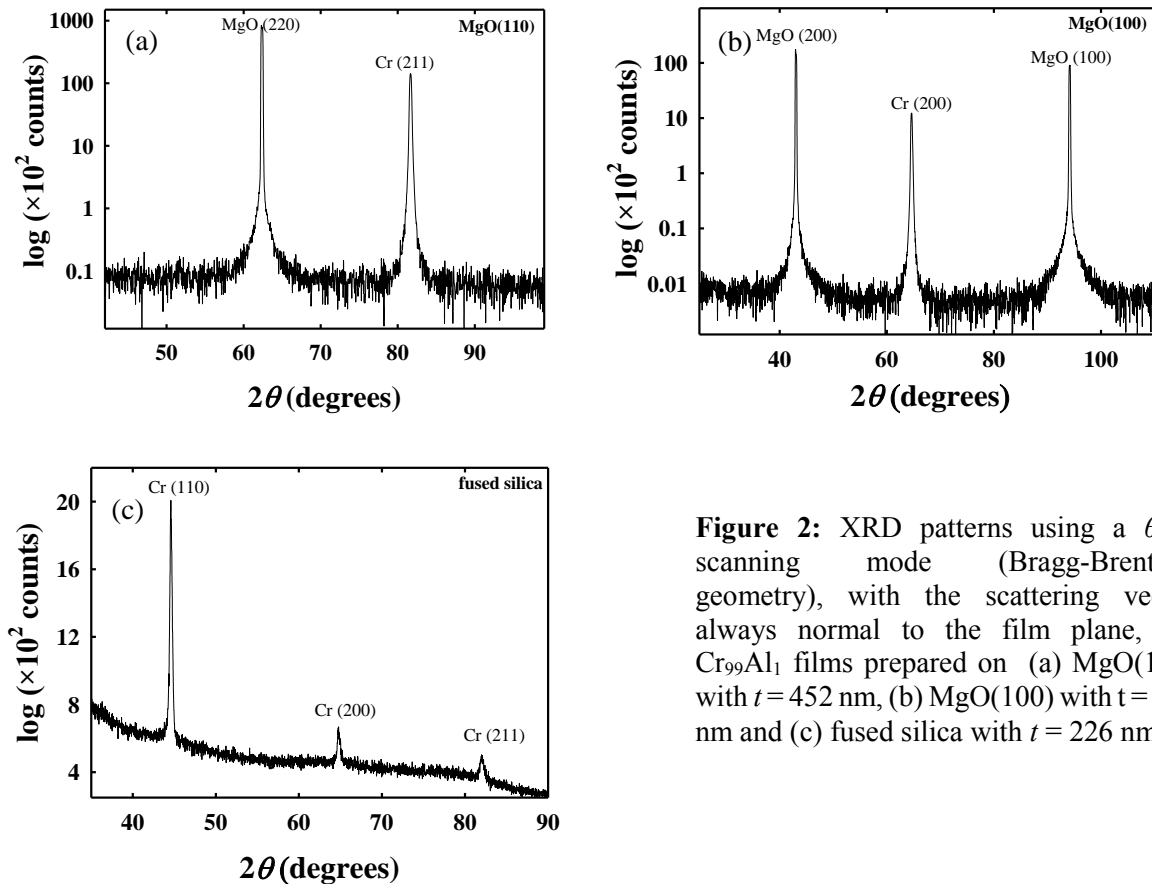 (a)
MgO (220)
MgO(110)
Cr (211)
1000
100
10
1
0.1
log (×10² counts)
50 60 70 80 90
2θ (degrees)
(b)
MgO (200)
MgO(100)
MgO (100)
Cr (200)
100
10
1
0.1
0.01
log (×10² counts)
40 60 80 100
2θ (degrees)
(c)
Cr (110)
fused silica
Cr (200)
Cr (211)
20
16
12
8
4
log (×10² counts)
40 50 60 70 80 90
2θ (degrees)
Figure 2: XRD patterns using a
scanning mode (Bragg-Brent
geometry), with the scattering ve
always normal to the film plane,
Cr₉₉Al₁ films prepared on (a) MgO(1
with t = 452 nm, (b) MgO(100) with t =
nm and (c) fused silica with t = 226 nm